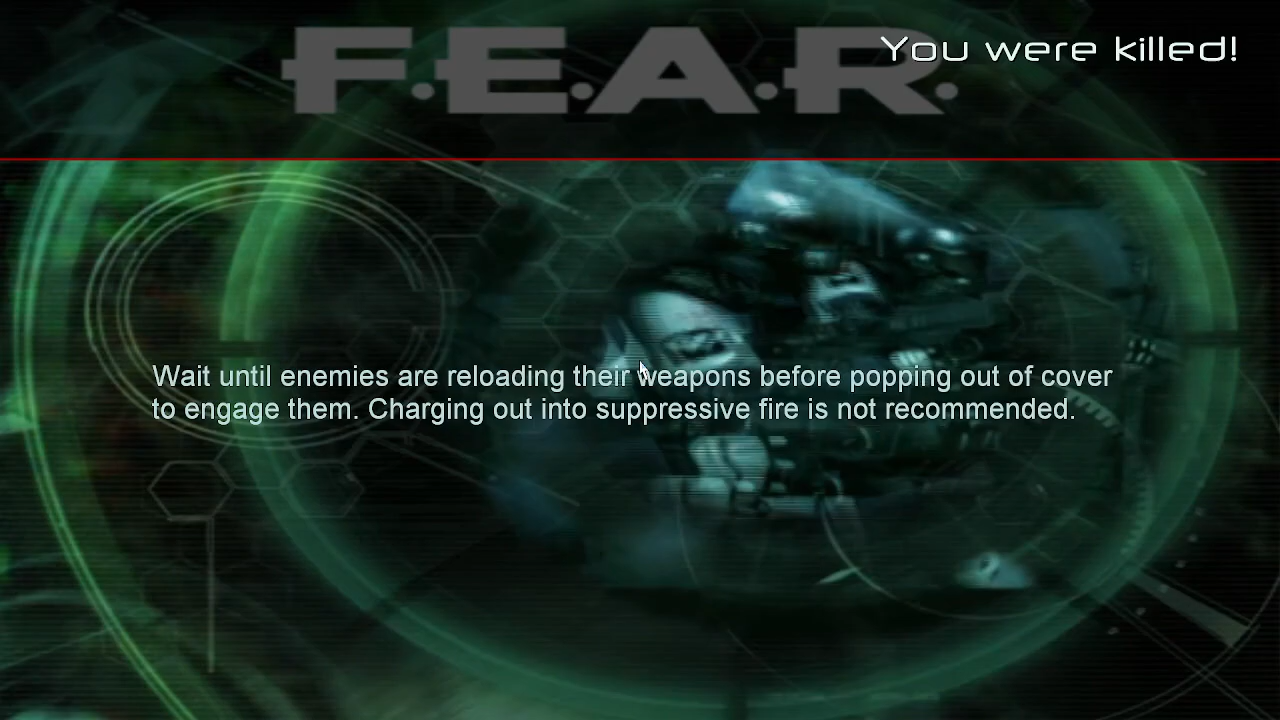 F.E.A.R.
You were killed!
Wait until enemies are reloading their weapons before popping out of cover
to engage them. Charging out into suppressive fire is not recommended.